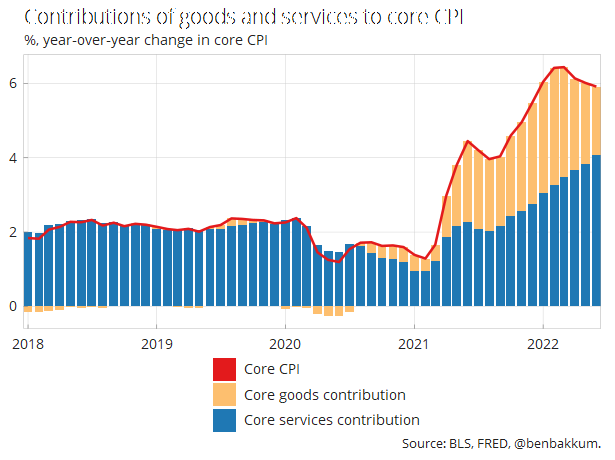 Contributions of goods and services to core CPI
%, year-over-year change in core CPI
6
4
2
0
2018 2019 2020 2021 2022
Core CPI
Core goods contribution
Core services contribution
Source: BLS, FRED, @benbakkum.